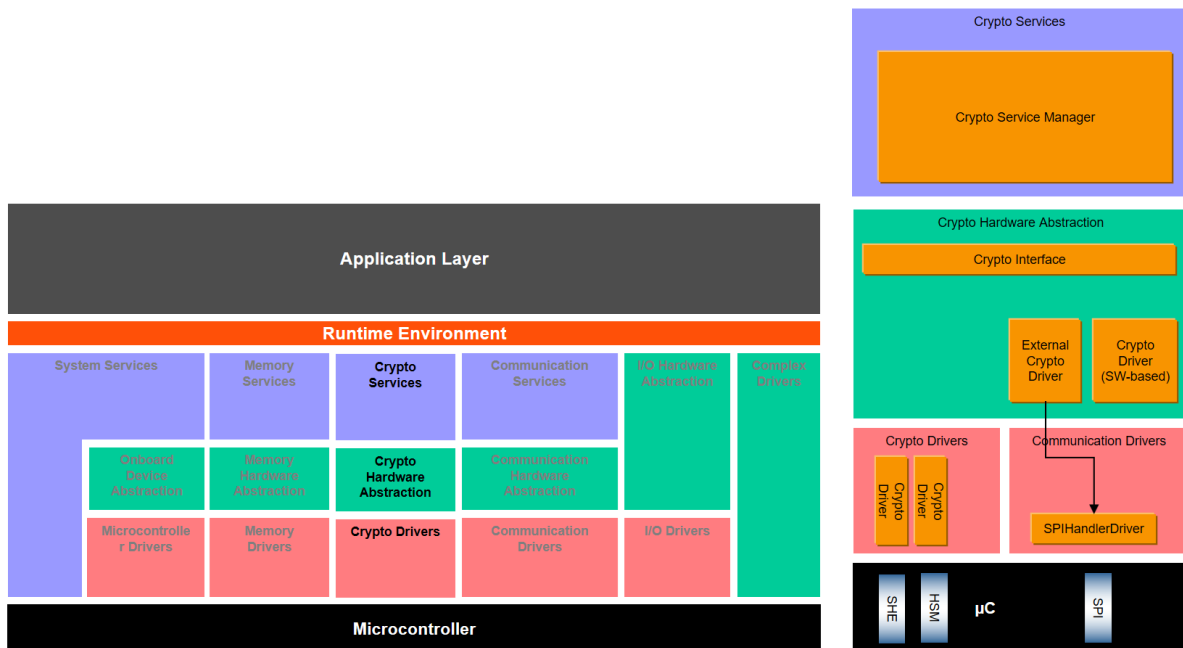 Application Layer
Runtime Environment
System Services
Memory
Services
Crypto
Services
Communication
Services
I/O Hardware
Abstraction
Complex
Drivers
Onboard
Device
Abstraction
Memory
Hardware
Abstraction
Crypto
Hardware
Abstraction
Communication
Hardware
Abstraction
Microcontrolle
r Drivers
Memory
Drivers
Crypto Drivers
Communication
Drivers
I/O Drivers
Microcontroller
Crypto Services
Crypto Service Manager
Crypto Hardware Abstraction
Crypto Interface
External
Crypto
Driver
Crypto
Driver
(SW-based)
Crypto Drivers
Crypto
Driver
Crypto
Driver
Communication Drivers
SPIHandlerDriver
SHE
HSM
µC
SPI